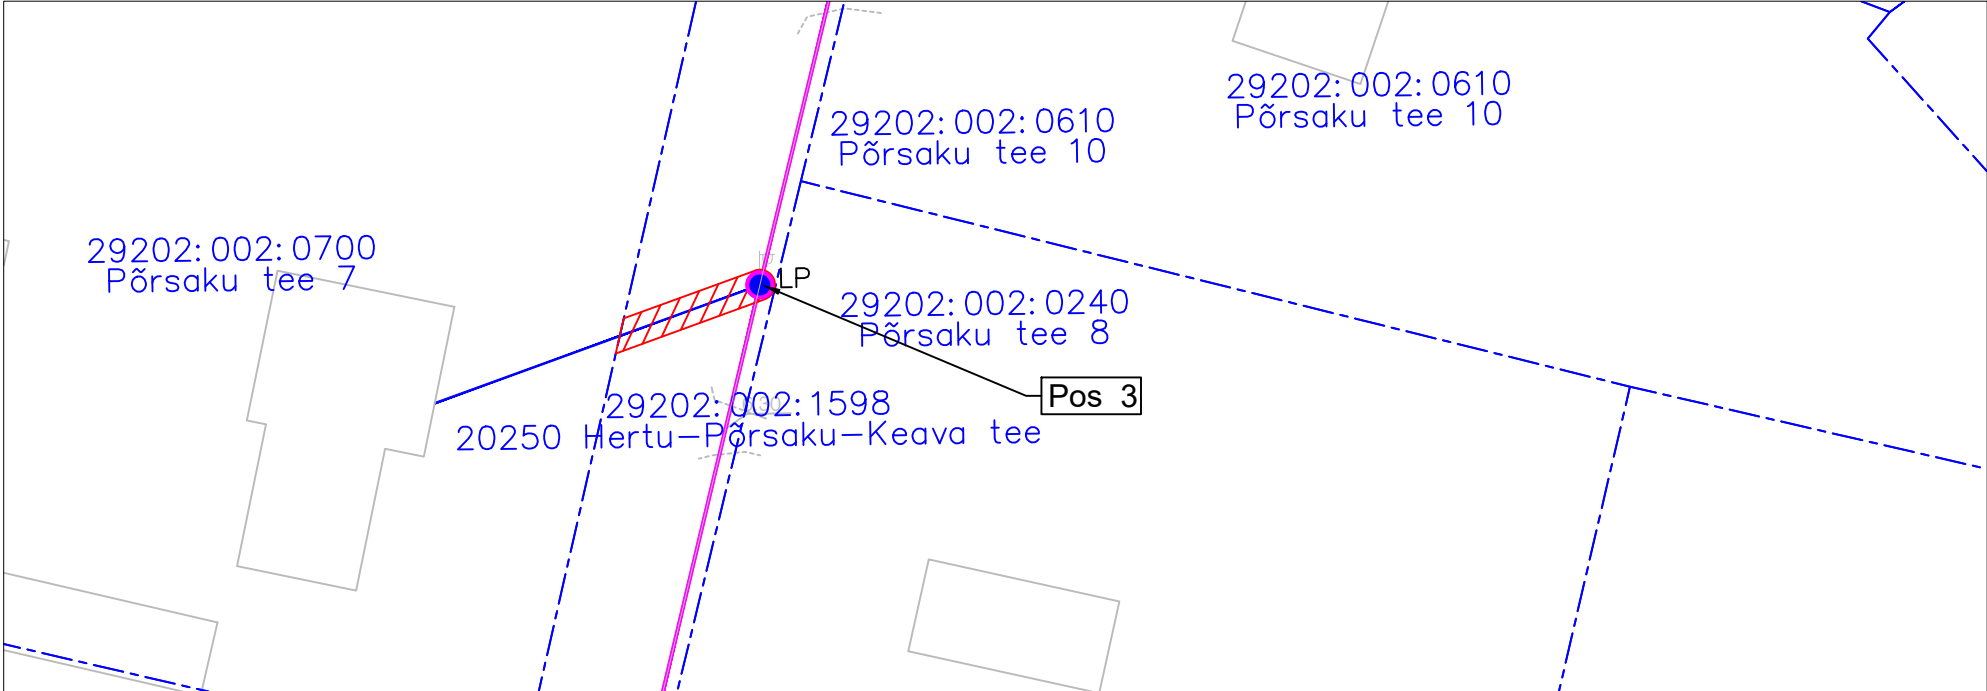 29202:002:0610
Põrsaku tee 10
29202:002:0610
Põrsaku tee 10
29202:002:0700
Põrsaku tee 7
LP
29202:002:0240
Põrsaku tee 8
Pos 3
29202:002:1598
20250 Hertu-Põrsaku-Keava tee